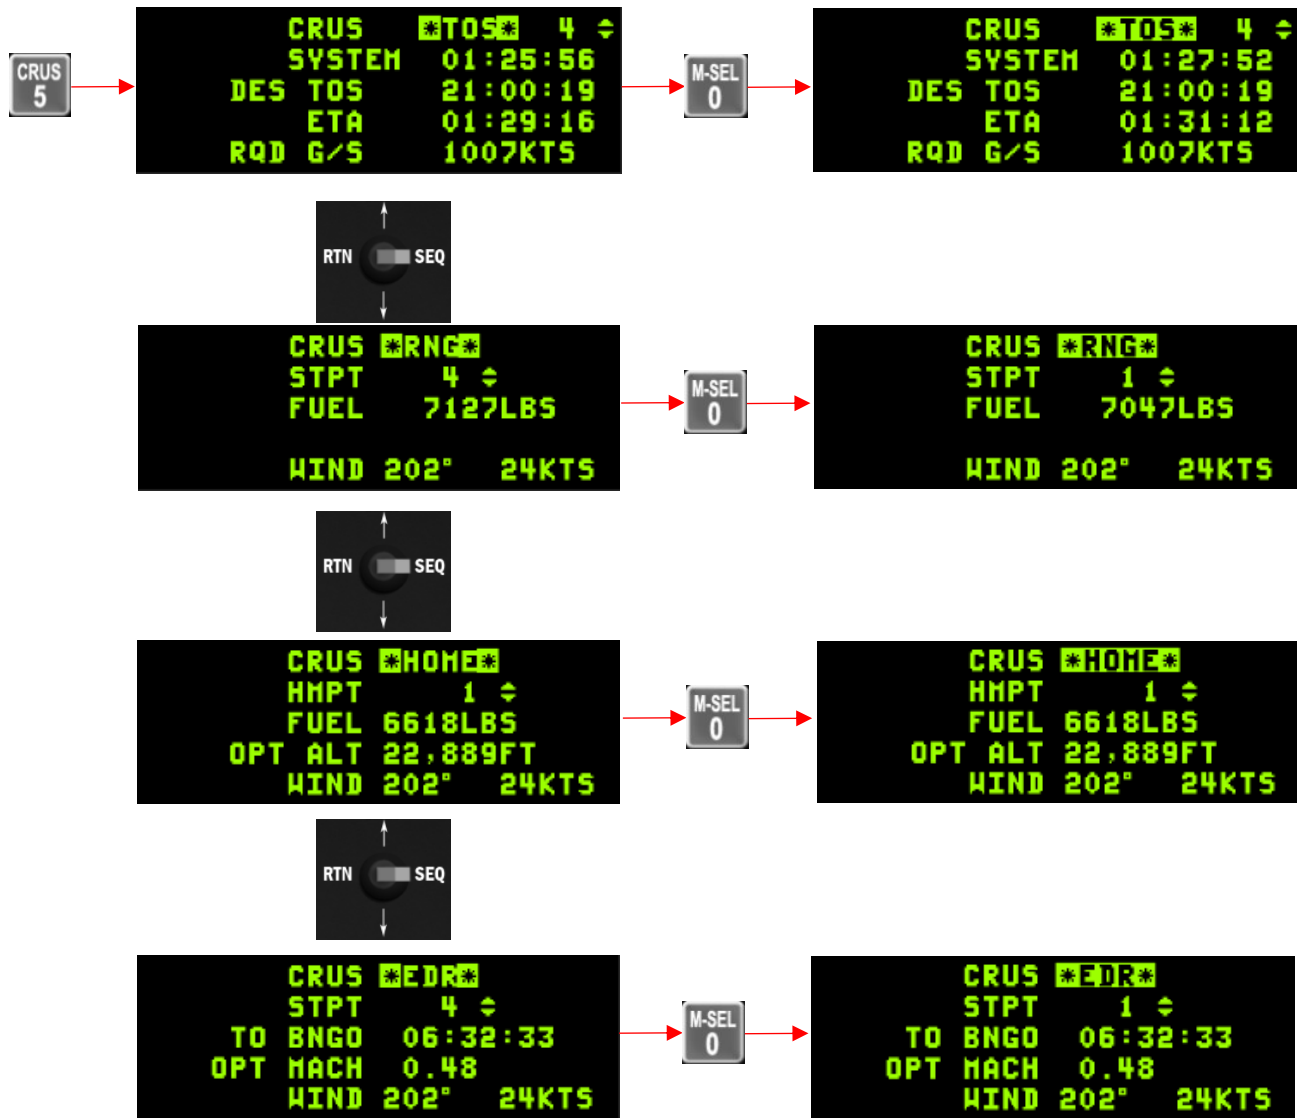 CRUS
5
CRUS *TOS* 4
SYSTEM 01:25:56
DES TOS 21:00:19
ETA 01:29:16
RQD G/S 1007KTS
M-SEL
0
CRUS *TOS* 4
SYSTEM 01:27:52
DES TOS 21:00:19
ETA 01:31:12
RQD G/S 1007KTS
RTN SEQ
CRUS *RNG*
STPT 4
FUEL 7127LBS
WIND 202° 24KTS
M-SEL
0
CRUS *RNG*
STPT 1
FUEL 7047LBS
WIND 202° 24KTS
RTN SEQ
CRUS *HOME*
HMPT 1
FUEL 6618LBS
OPT ALT 22,889FT
WIND 202° 24KTS
M-SEL
0
CRUS *HOME*
HMPT 1
FUEL 6618LBS
OPT ALT 22,889FT
WIND 202° 24KTS
RTN SEQ
CRUS *EDR*
STPT 4
TO BNGO 06:32:33
OPT MACH 0.48
WIND 202° 24KTS
M-SEL
0
CRUS *EDR*
STPT 1
TO BNGO 06:32:33
OPT MACH 0.48
WIND 202° 24KTS